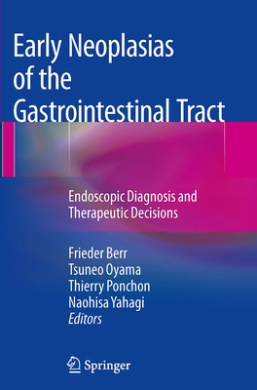 Early Neoplasias
of the
Gastrointestinal Tract
Endoscopic Diagnosis and
Therapeutic Decisions
Frieder Berr
Tsuneo Oyama
Thierry Ponchon
Naohisa Yahagi
Editors
Springer